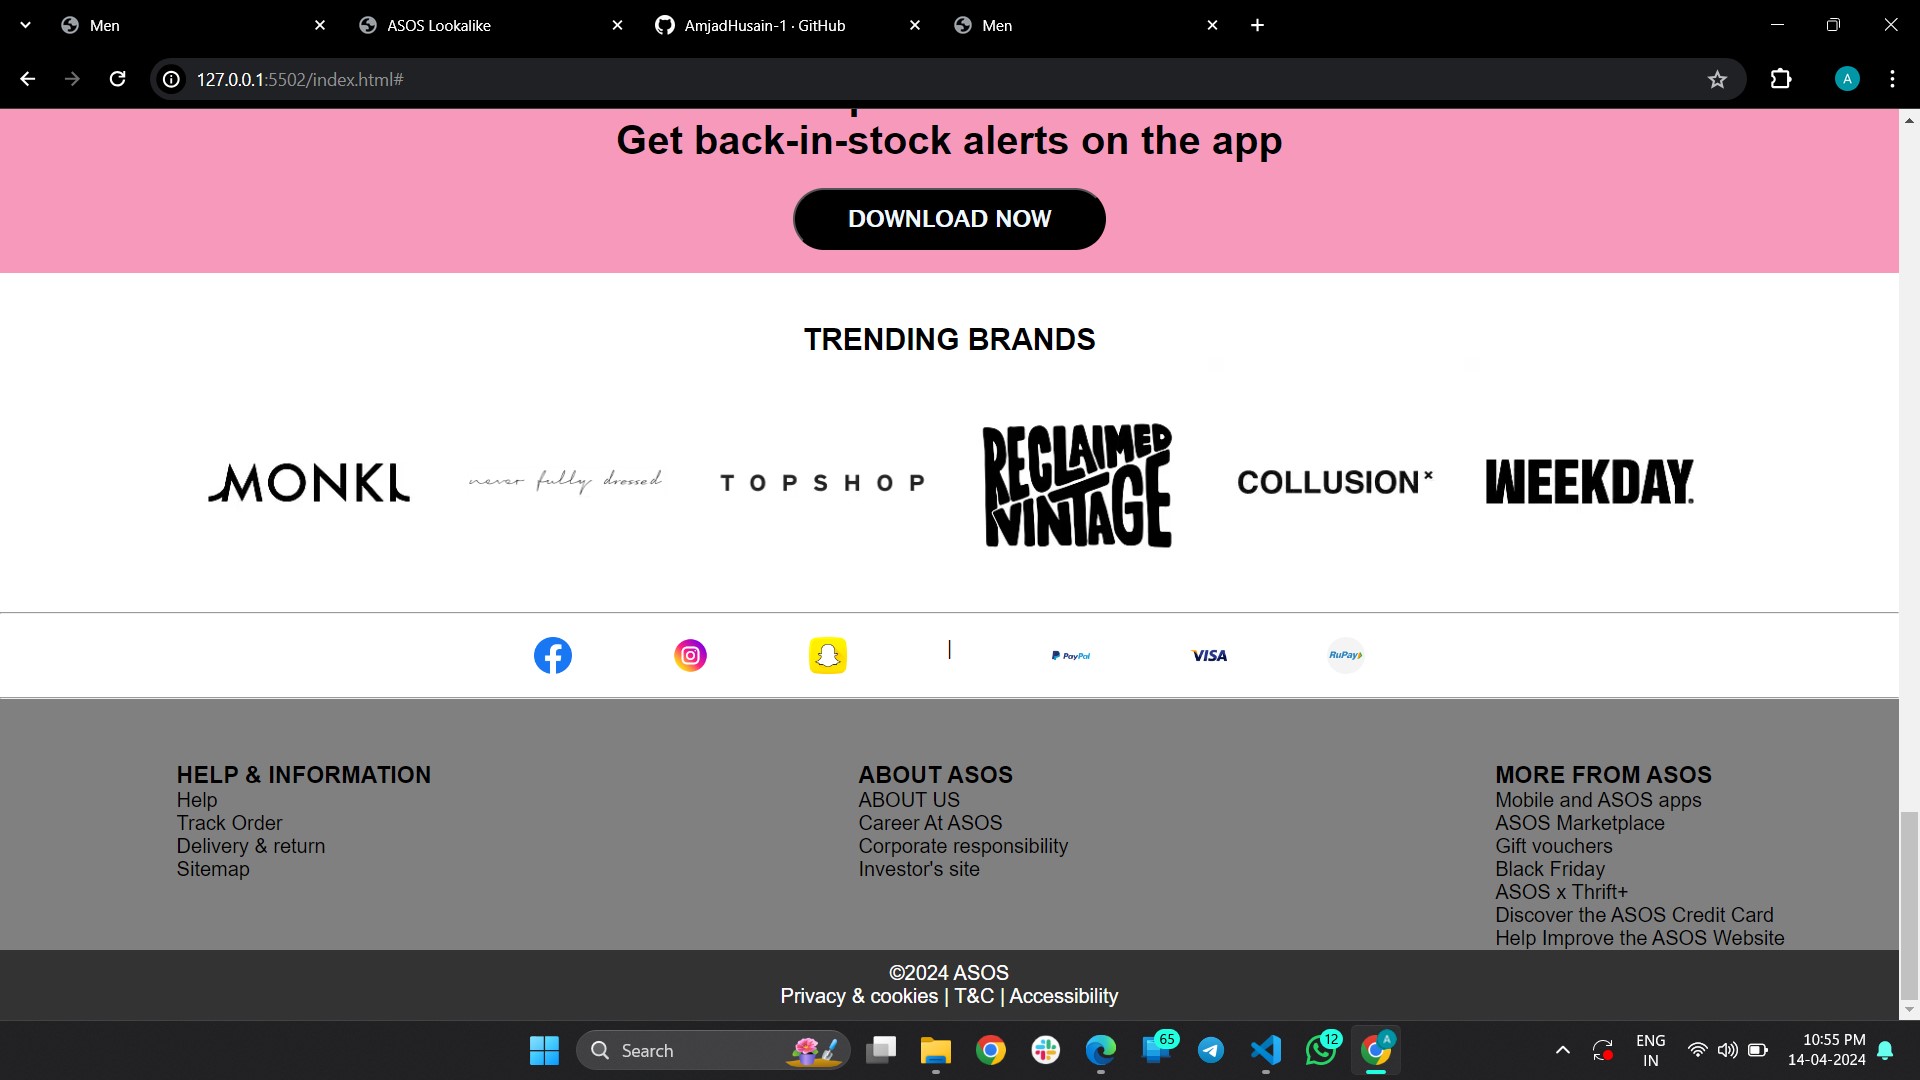 Men
ASOS Lookalike
AmjadHusain-1 · GitHub
Men
127.0.0.1:5502/index.html#
A
Get back-in-stock alerts on the app
DOWNLOAD NOW
TRENDING BRANDS
MONKI
never fully dressed
TOPSHOP
RECLAIMED
VINTAGE
COLLUSION×
WEEKDAY.
|
PayPal
VISA
RuPay
HELP & INFORMATION
Help
Track Order
Delivery & return
Sitemap
ABOUT ASOS
ABOUT US
Career At ASOS
Corporate responsibility
Investor's site
MORE FROM ASOS
Mobile and ASOS apps
ASOS Marketplace
Gift vouchers
Black Friday
ASOS x Thrift+
Discover the ASOS Credit Card
Help Improve the ASOS Website
©2024 ASOS
Privacy & cookies | T&C | Accessibility
Search
65
12
A
ENG
IN
10:55 PM
14-04-2024